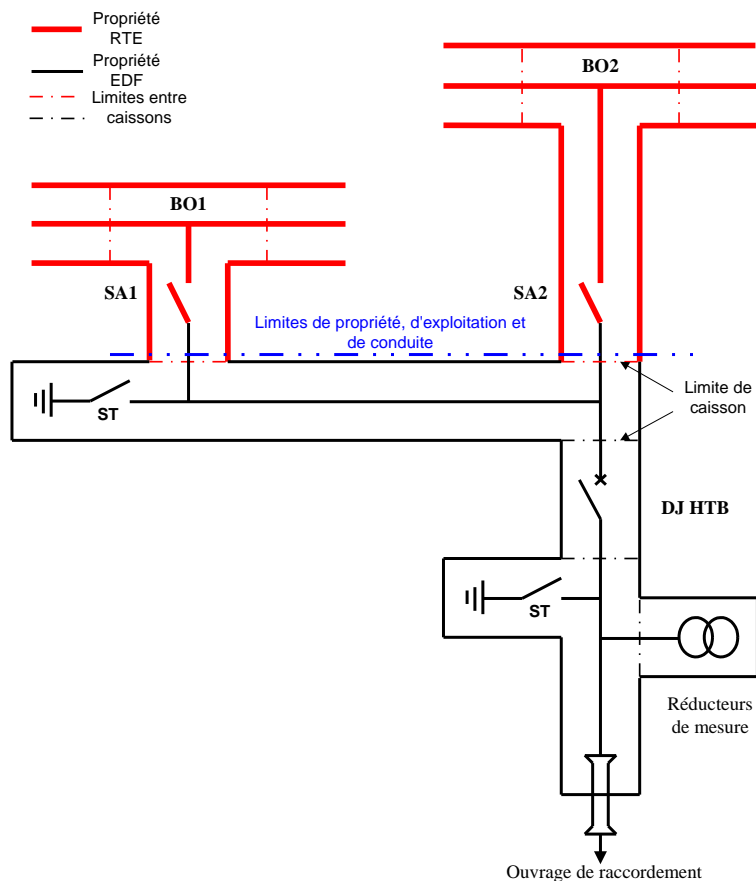 Propriété
RTE
Propriété
EDF
Limites entre
caissons
BO2
BO1
SA1
SA2
Limites de propriété, d'exploitation et
de conduite
ST
Limite de
caisson
DJ HTB
ST
Réducteurs
de mesure
Ouvrage de raccordement